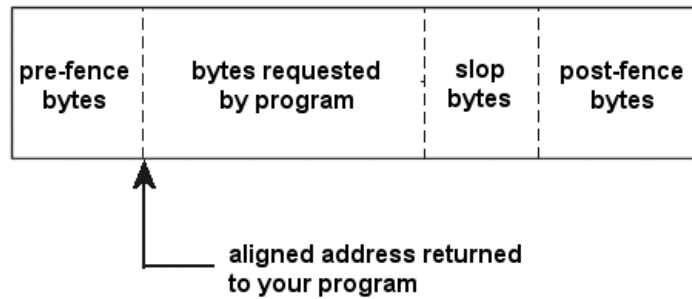 pre-fence
bytes
bytes requested
by program
slop
bytes
post-fence
bytes
aligned address returned
to your program